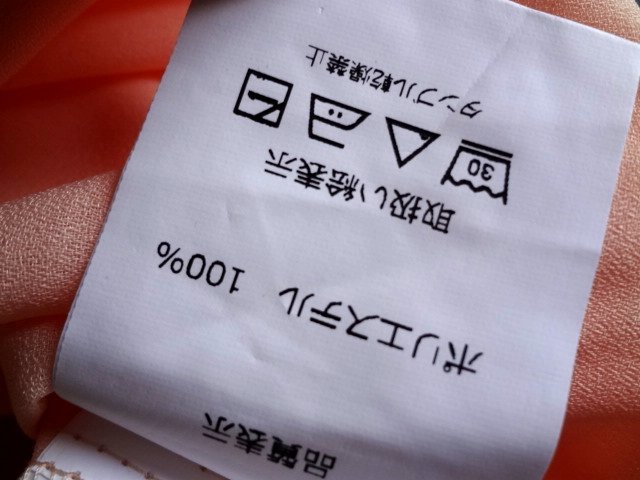 品質表示
ポリエステル 100%
取扱い絵表示
30
タンブル乾燥禁止